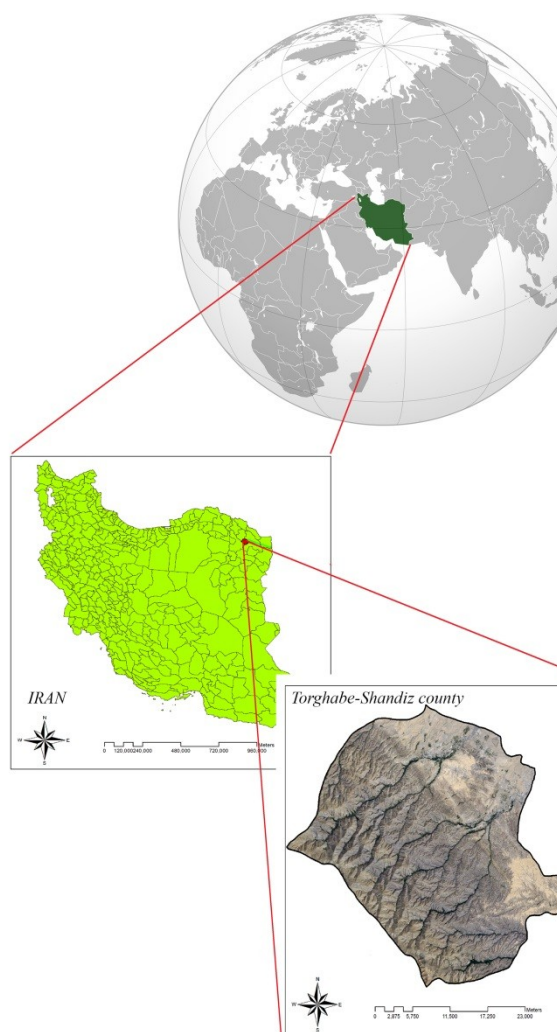 IRAN
N
W E
S
Meters
0 120,000 240,000 480,000 720,000 960,000
Torghabe-Shandiz county
N
W E
S
Meters
0 2,875 5,750 11,500 17,250 23,000